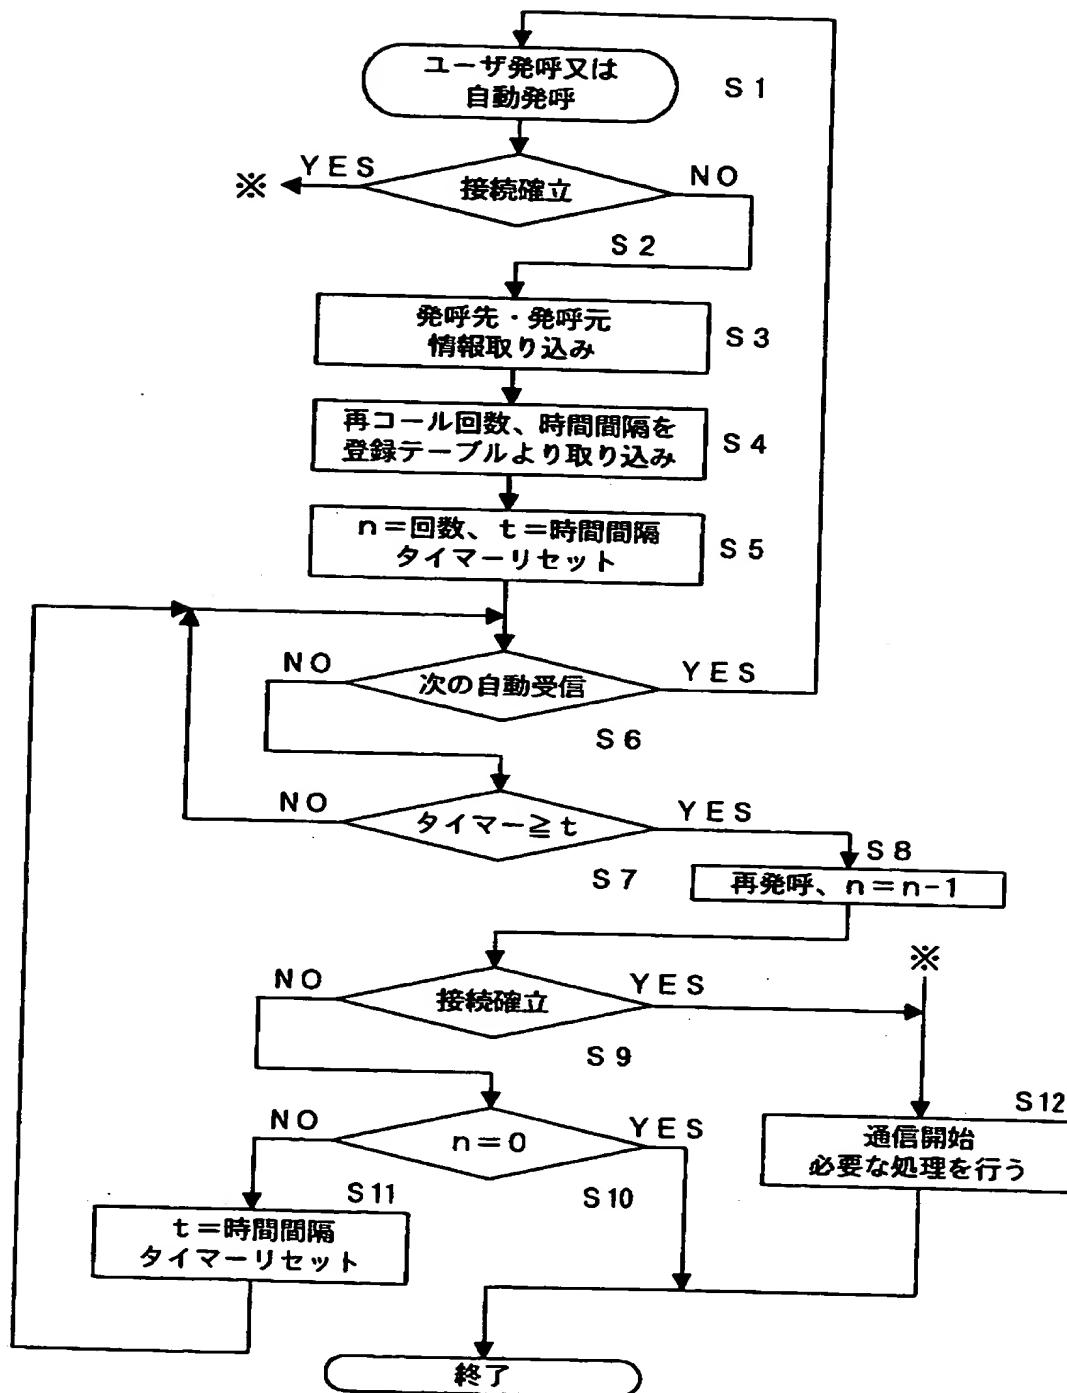 ユーザ発呼又は
自動発呼
S1
YES
※
接続確立
NO
S2
発呼先・発呼元
情報取り込み
S3
再コール回数、時間間隔を
登録テーブルより取り込み
S4
n=回数、t=時間間隔
タイマーリセット
S5
NO
次の自動受信
YES
S6
NO
タイマー≧t
YES
S7
S8
再発呼、n=n-1
NO
接続確立
YES
※
S9
NO
n=0
YES
S10
S12
通信開始
必要な処理を行う
S11
t=時間間隔
タイマーリセット
終了